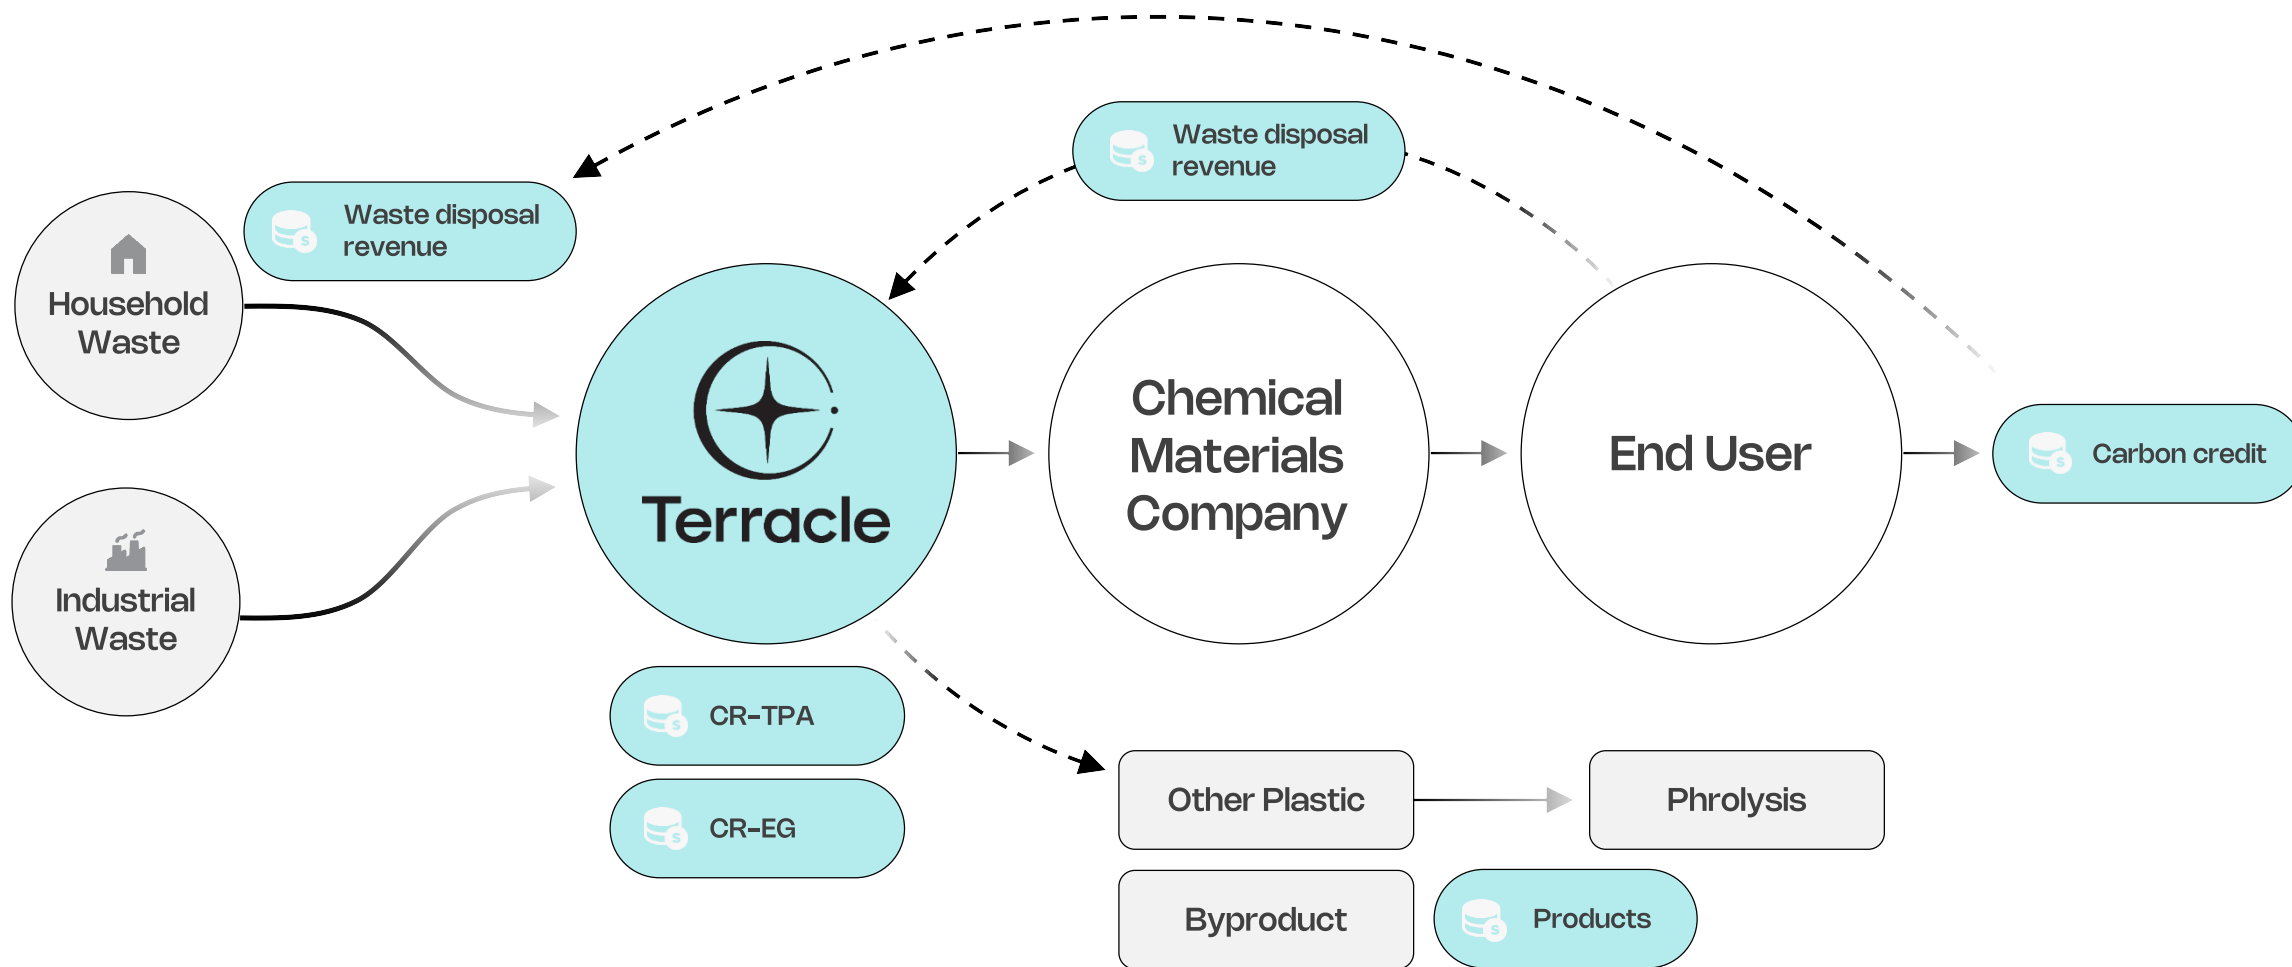 Waste disposal
revenue
Waste disposal
revenue
Household
Waste
Terracle
Chemical
Materials
Company
End User
Carbon credit
Industrial
Waste
CR-TPA
CR-EG
Other Plastic
Phrolysis
Byproduct
Products